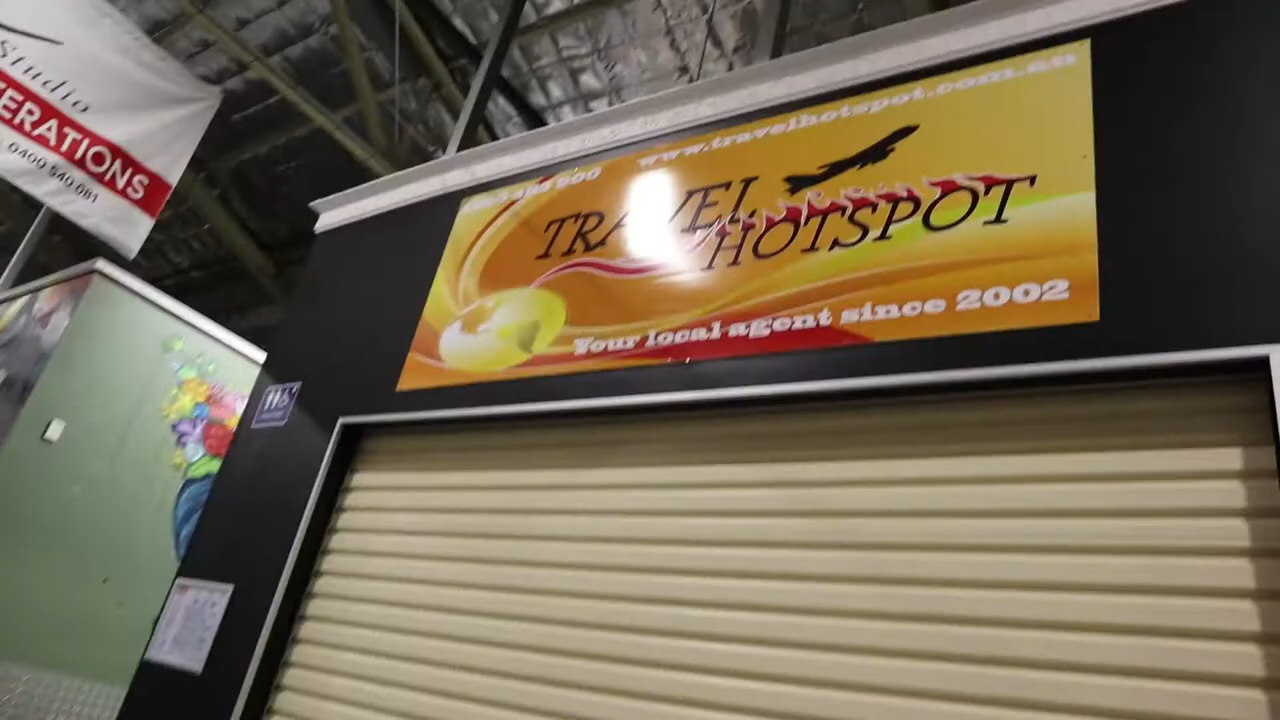 Studio
ERATIONS
0400 540 081
www.travelhotspot.com.au
TRAVEL
HOTSPOT
Your local agent since 2002